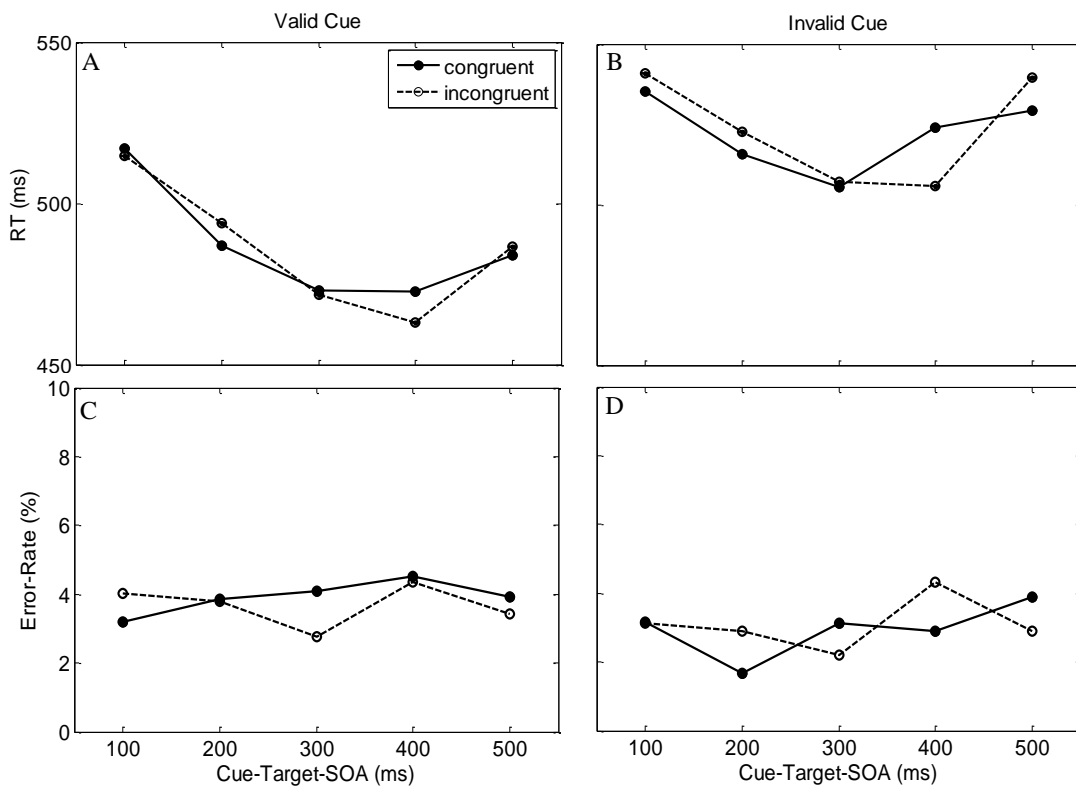 Valid Cue
Invalid Cue
A
B
congruent
incongruent
550
500
450
RT (ms)
C
D
10
8
6
4
2
0
Error-Rate (%)
100 200 300 400 500
100 200 300 400 500
Cue-Target-SOA (ms)
Cue-Target-SOA (ms)